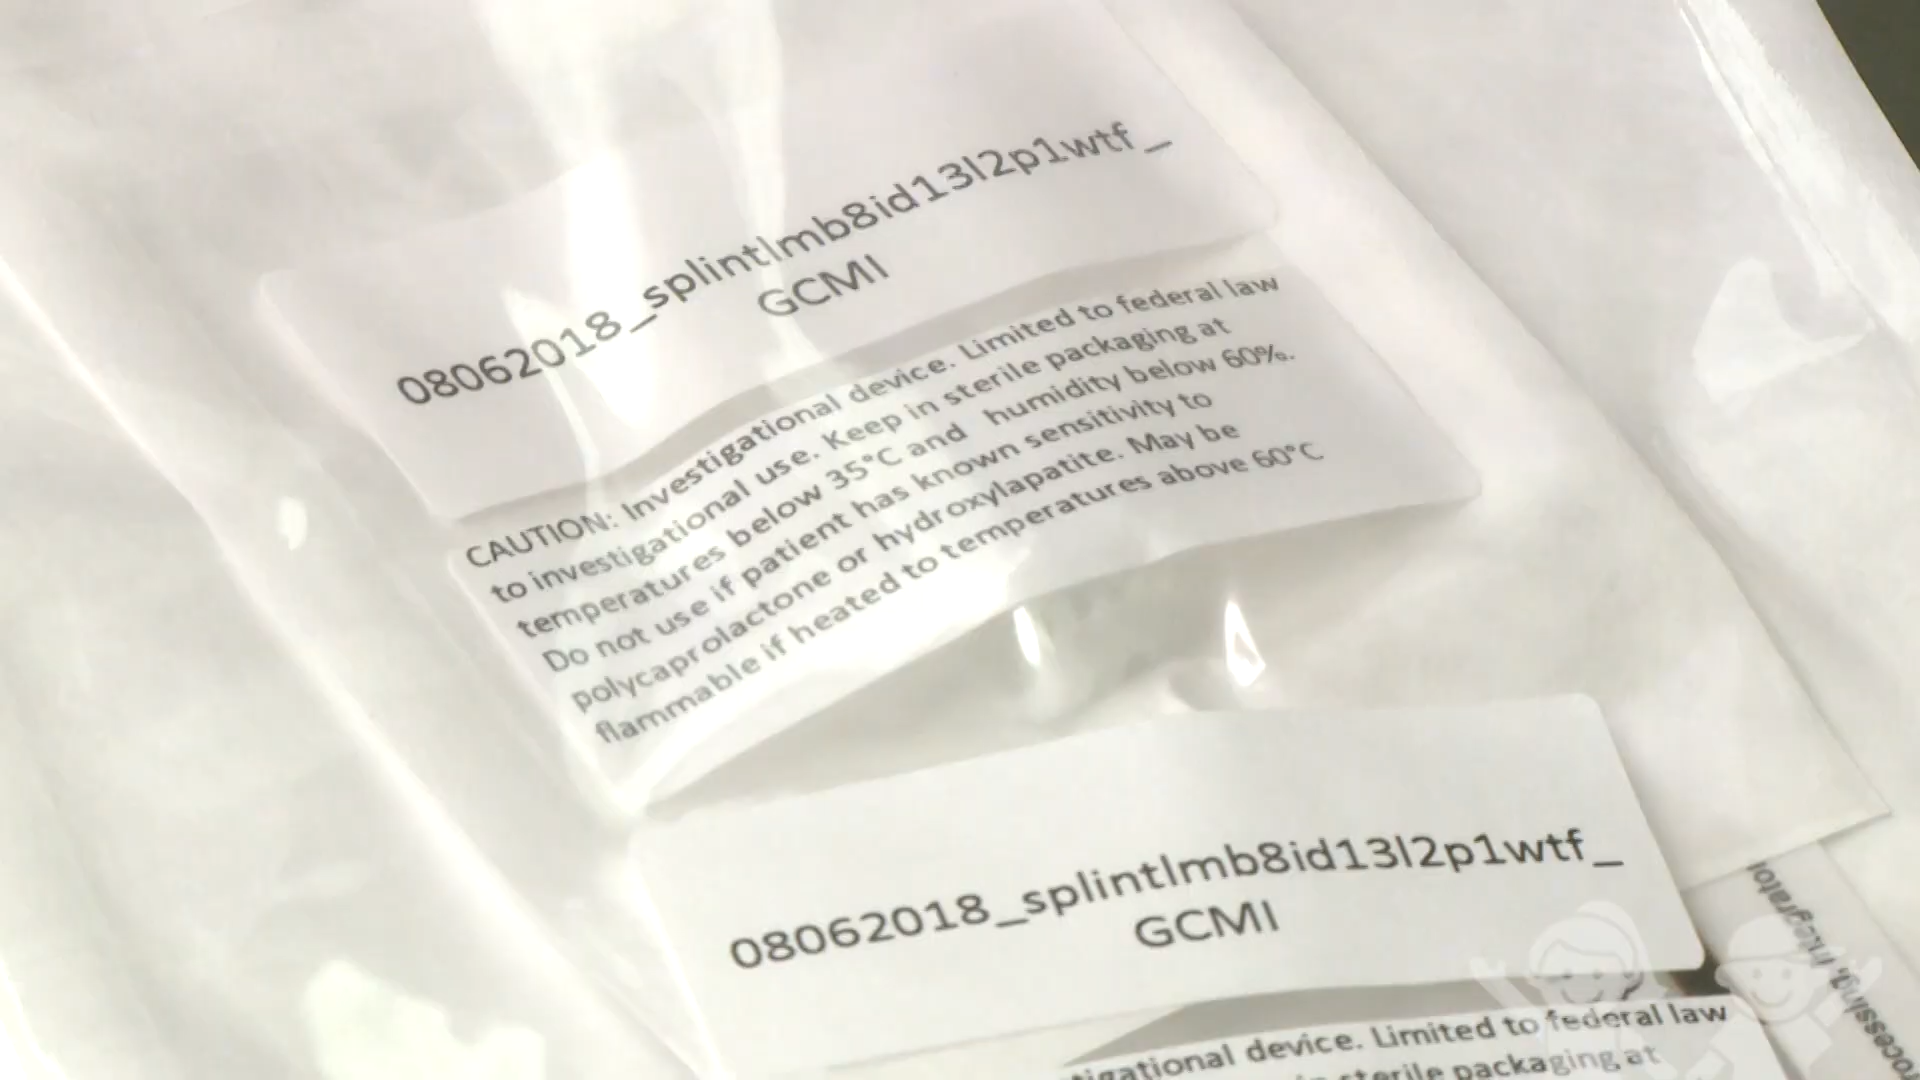 08062018_splintlmb8id13l2p1wtf_
GCMI
CAUTION: Investigational device. Limited to federal law
to investigational use. Keep in sterile packaging at
temperatures below 35°C and humidity below 60%.
Do not use if patient has known sensitivity to
polycaprolactone or hydroxylapatite. May be
flammable if heated to temperatures above 60°C
08062018_splintlmb8id13l2p1wtf_
GCMI
device. Limited to federal law
sterile packaging at